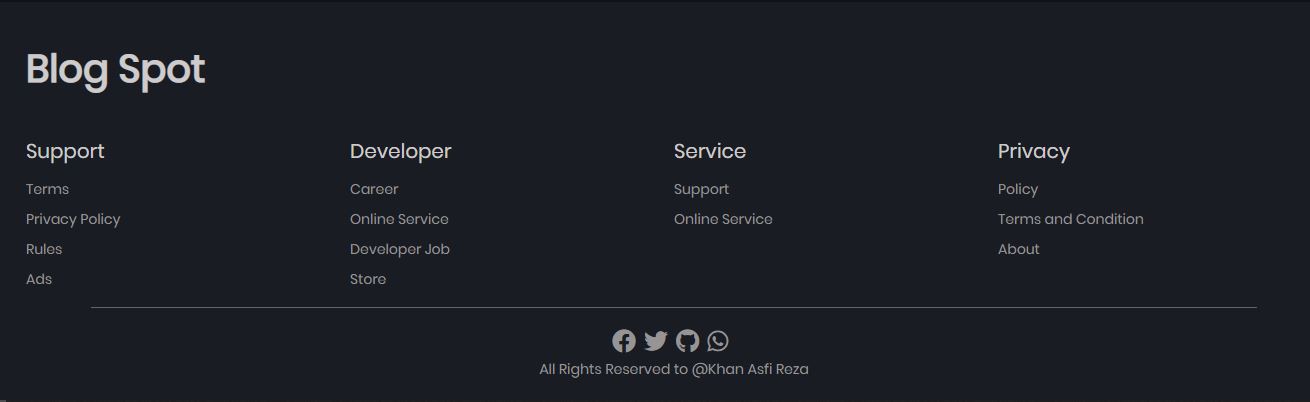 Blog Spot
Support
Terms
Privacy Policy
Rules
Ads
Developer
Career
Online Service
Developer Job
Store
Service
Support
Online Service
Privacy
Policy
Terms and Condition
About
All Rights Reserved to @Khan Asfi Reza